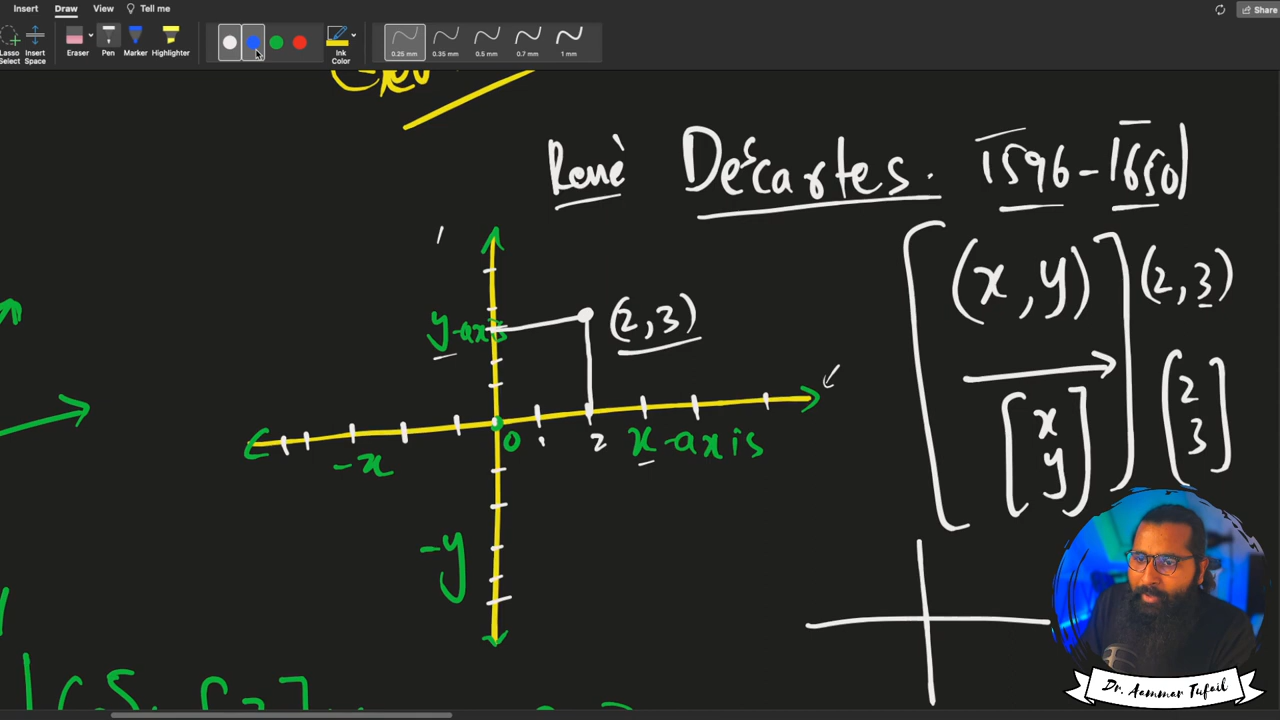 Insert Draw View Tell me Share
Lasso Select Insert Space Eraser Pen Marker Highlighter Ink Color 0.25 mm 0.35 mm 0.5 mm 0.7 mm 1 mm
Renè Descartes. 1596-1650
(x,y) (2,3)
y-axis (2,3)
[x y] [2 3]
0 1 2 x-axis
-x
-y
Dr. Aammar Tufail